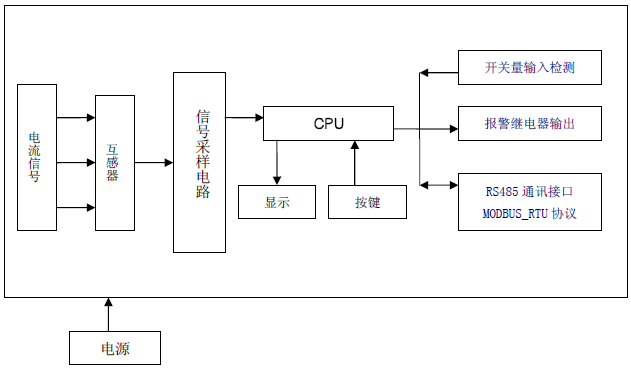 电流信号
互感器
信号采样电路
CPU
显示
按键
开关量输入检测
报警继电器输出
RS485 通讯接口
MODBUS_RTU 协议
电源